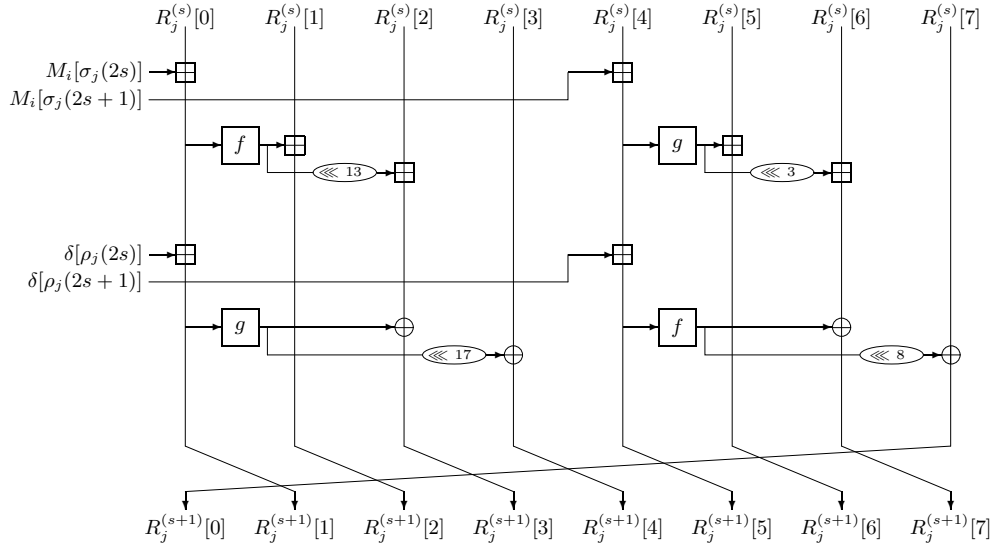 R_j^{(s)}[0] R_j^{(s)}[1] R_j^{(s)}[2] R_j^{(s)}[3] R_j^{(s)}[4] R_j^{(s)}[5] R_j^{(s)}[6] R_j^{(s)}[7]
M_i[σ_j(2s)]
M_i[σ_j(2s + 1)]
f g
⋘ 13 ⋘ 3
δ[ρ_j(2s)]
δ[ρ_j(2s + 1)]
g f
⋘ 17 ⋘ 8
R_j^{(s+1)}[0] R_j^{(s+1)}[1] R_j^{(s+1)}[2] R_j^{(s+1)}[3] R_j^{(s+1)}[4] R_j^{(s+1)}[5] R_j^{(s+1)}[6] R_j^{(s+1)}[7]